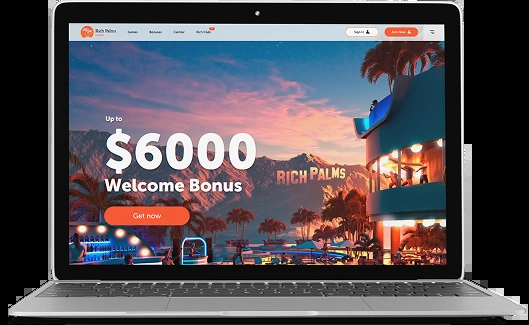 Rich Palms
Games
Bonuses
Cashier
Rich Club
Sign In
Join Now
Up to
$6000
Welcome Bonus
Get now
RICH PALMS